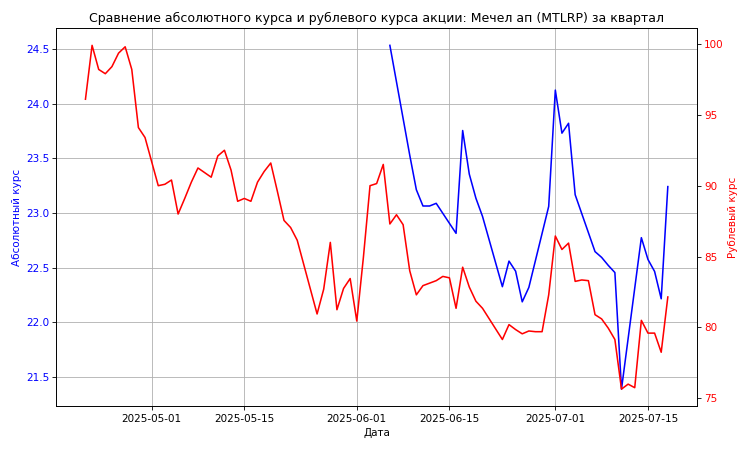 Сравнение абсолютного курса и рублевого курса акции: Мечел ап (MTLRP) за квартал
24.5
24.0
23.5
23.0
22.5
22.0
21.5
Абсолютный курс
100
95
90
85
80
75
Рублевый курс
2025-05-01 2025-05-15 2025-06-01 2025-06-15 2025-07-01 2025-07-15
Дата